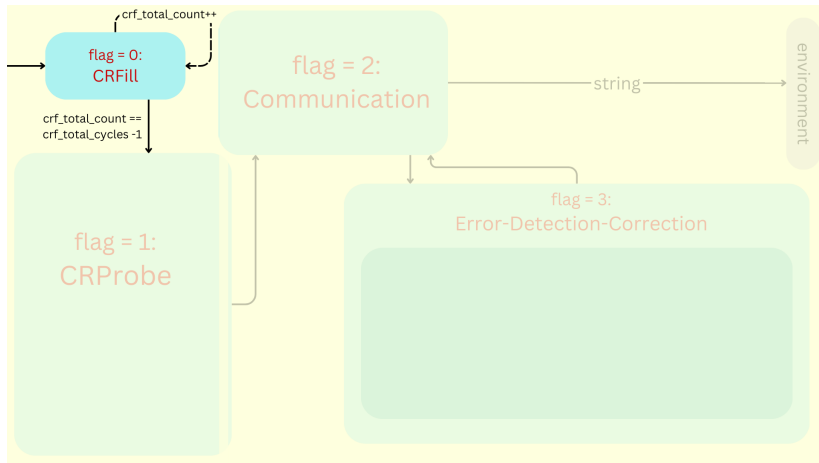 crf_total_count++
flag = 0:
CRFill
crf_total_count ==
crf_total_cycles -1
flag = 1:
CRProbe
flag = 2:
Communication
string
environment
flag = 3:
Error-Detection-Correction